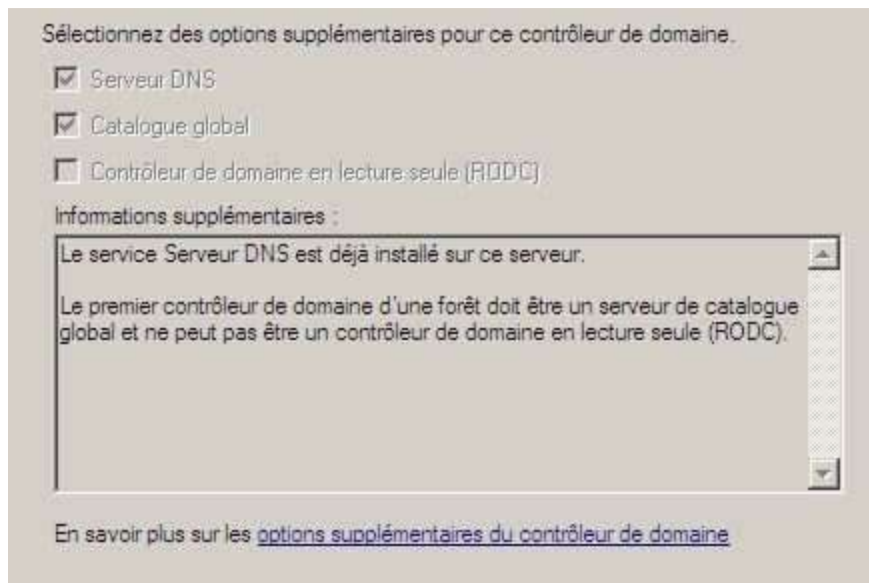 Sélectionnez des options supplémentaires pour ce contrôleur de domaine.
Serveur DNS
Catalogue global
Contrôleur de domaine en lecture seule (RODC)
Informations supplémentaires :
Le service Serveur DNS est déjà installé sur ce serveur.
Le premier contrôleur de domaine d'une forêt doit être un serveur de catalogue
global et ne peut pas être un contrôleur de domaine en lecture seule (RODC).
En savoir plus sur les options supplémentaires du contrôleur de domaine